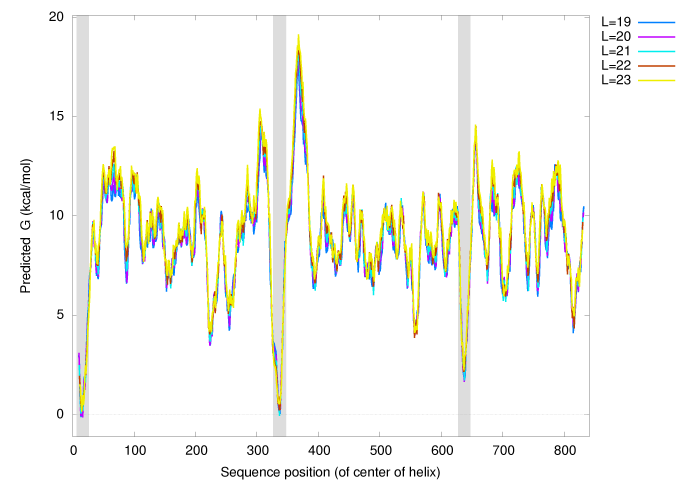 20
15
10
5
0
0 100 200 300 400 500 600 700 800
Predicted G (kcal/mol)
Sequence position (of center of helix)
L=19
L=20
L=21
L=22
L=23